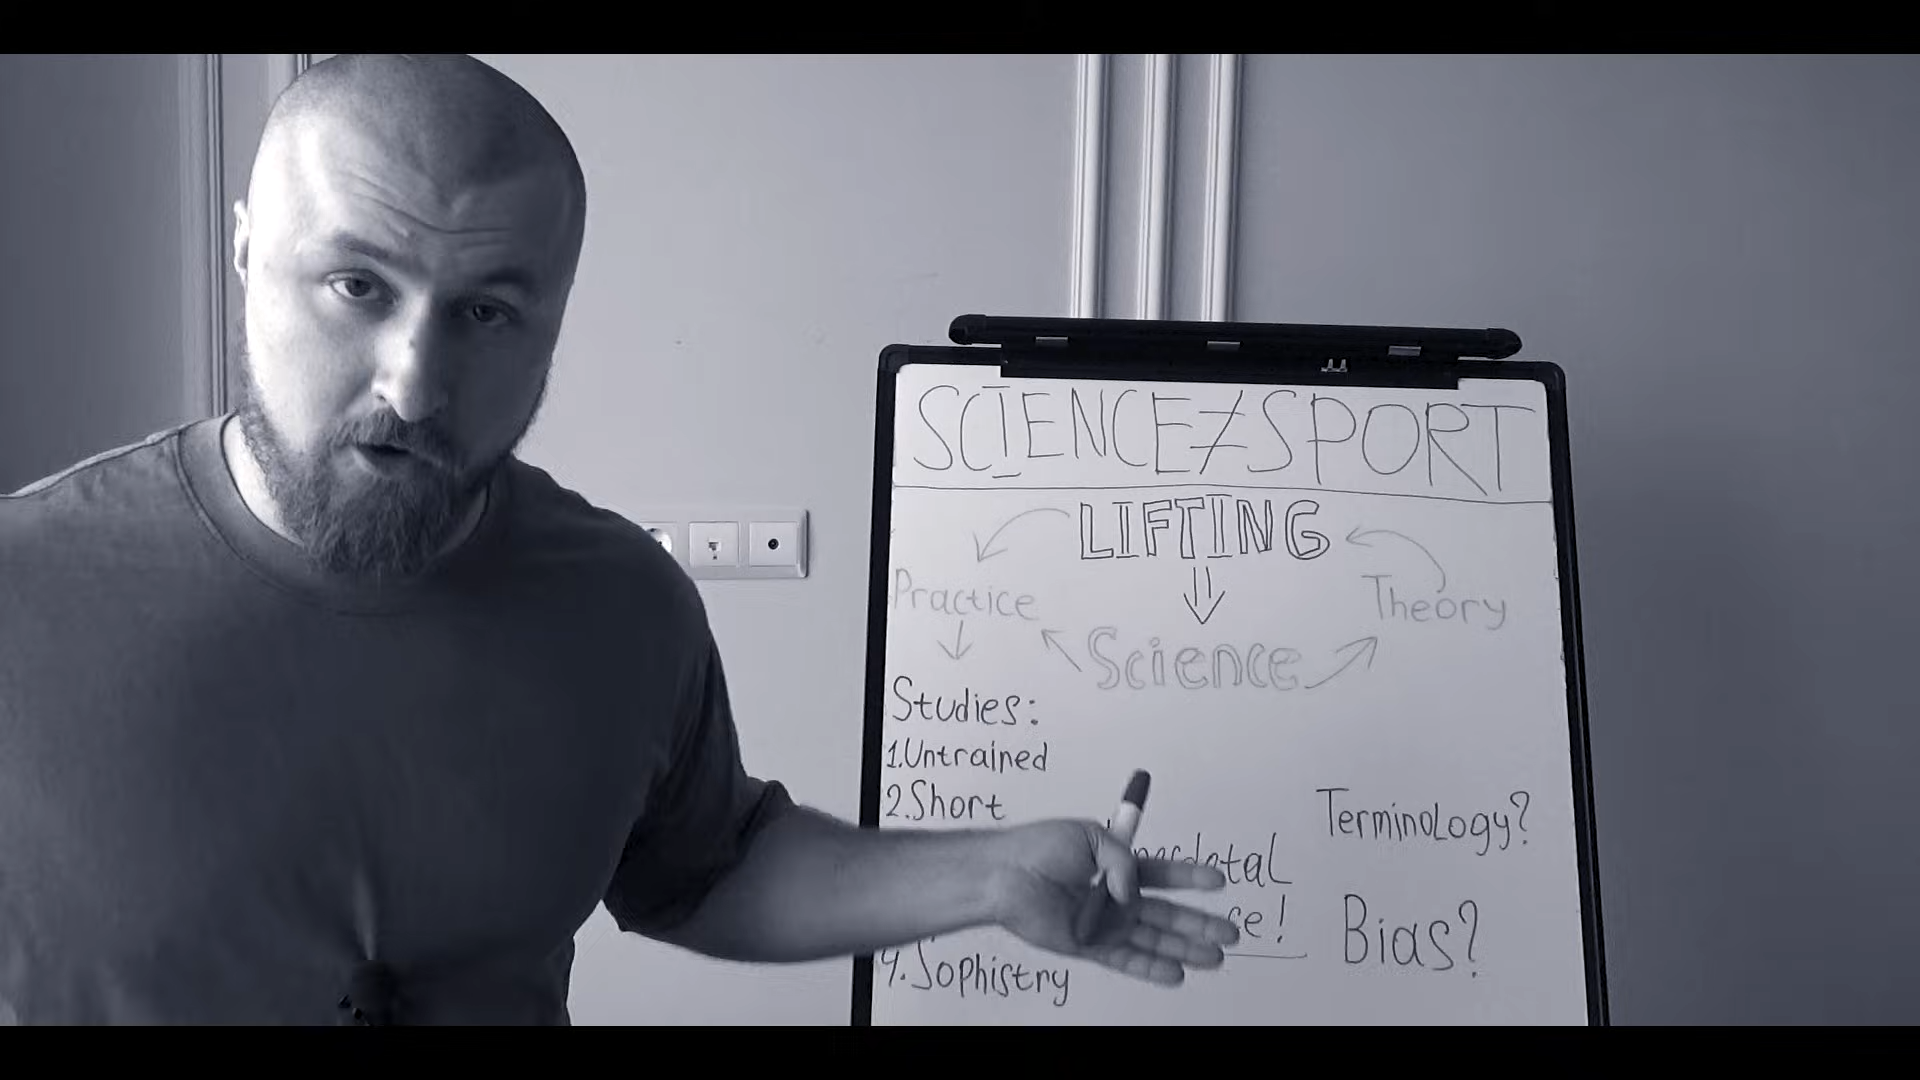 SCIENCE≠SPORT
LIFTING
Practice
Theory
Science
Studies:
1.Untrained
2.Short
4.Sophistry
Terminology?
Bias?